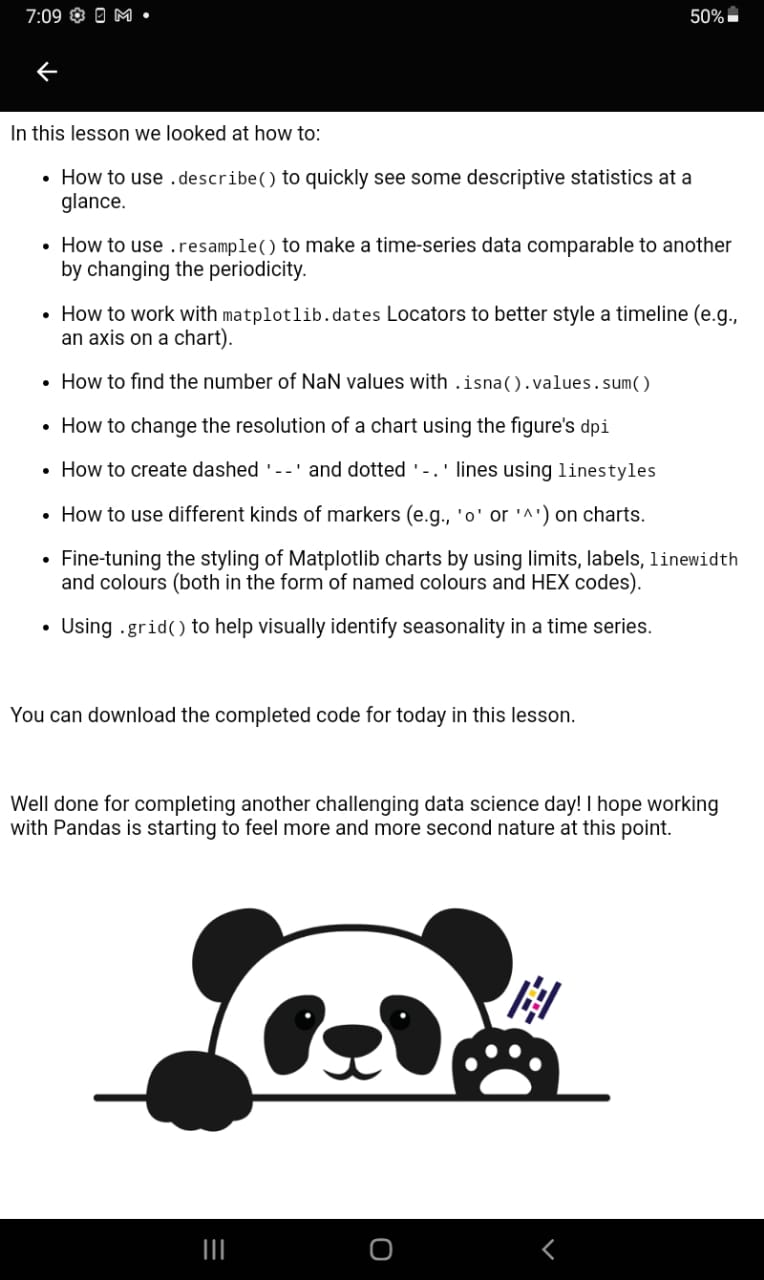 7:09
50%
In this lesson we looked at how to:
• How to use .describe() to quickly see some descriptive statistics at a
glance.
• How to use .resample() to make a time-series data comparable to another
by changing the periodicity.
• How to work with matplotlib.dates Locators to better style a timeline (e.g.,
an axis on a chart).
• How to find the number of NaN values with .isna().values.sum()
• How to change the resolution of a chart using the figure's dpi
• How to create dashed '--' and dotted '-.' lines using linestyles
• How to use different kinds of markers (e.g., 'o' or '^') on charts.
• Fine-tuning the styling of Matplotlib charts by using limits, labels, linewidth
and colours (both in the form of named colours and HEX codes).
• Using .grid() to help visually identify seasonality in a time series.
You can download the completed code for today in this lesson.
Well done for completing another challenging data science day! I hope working
with Pandas is starting to feel more and more second nature at this point.